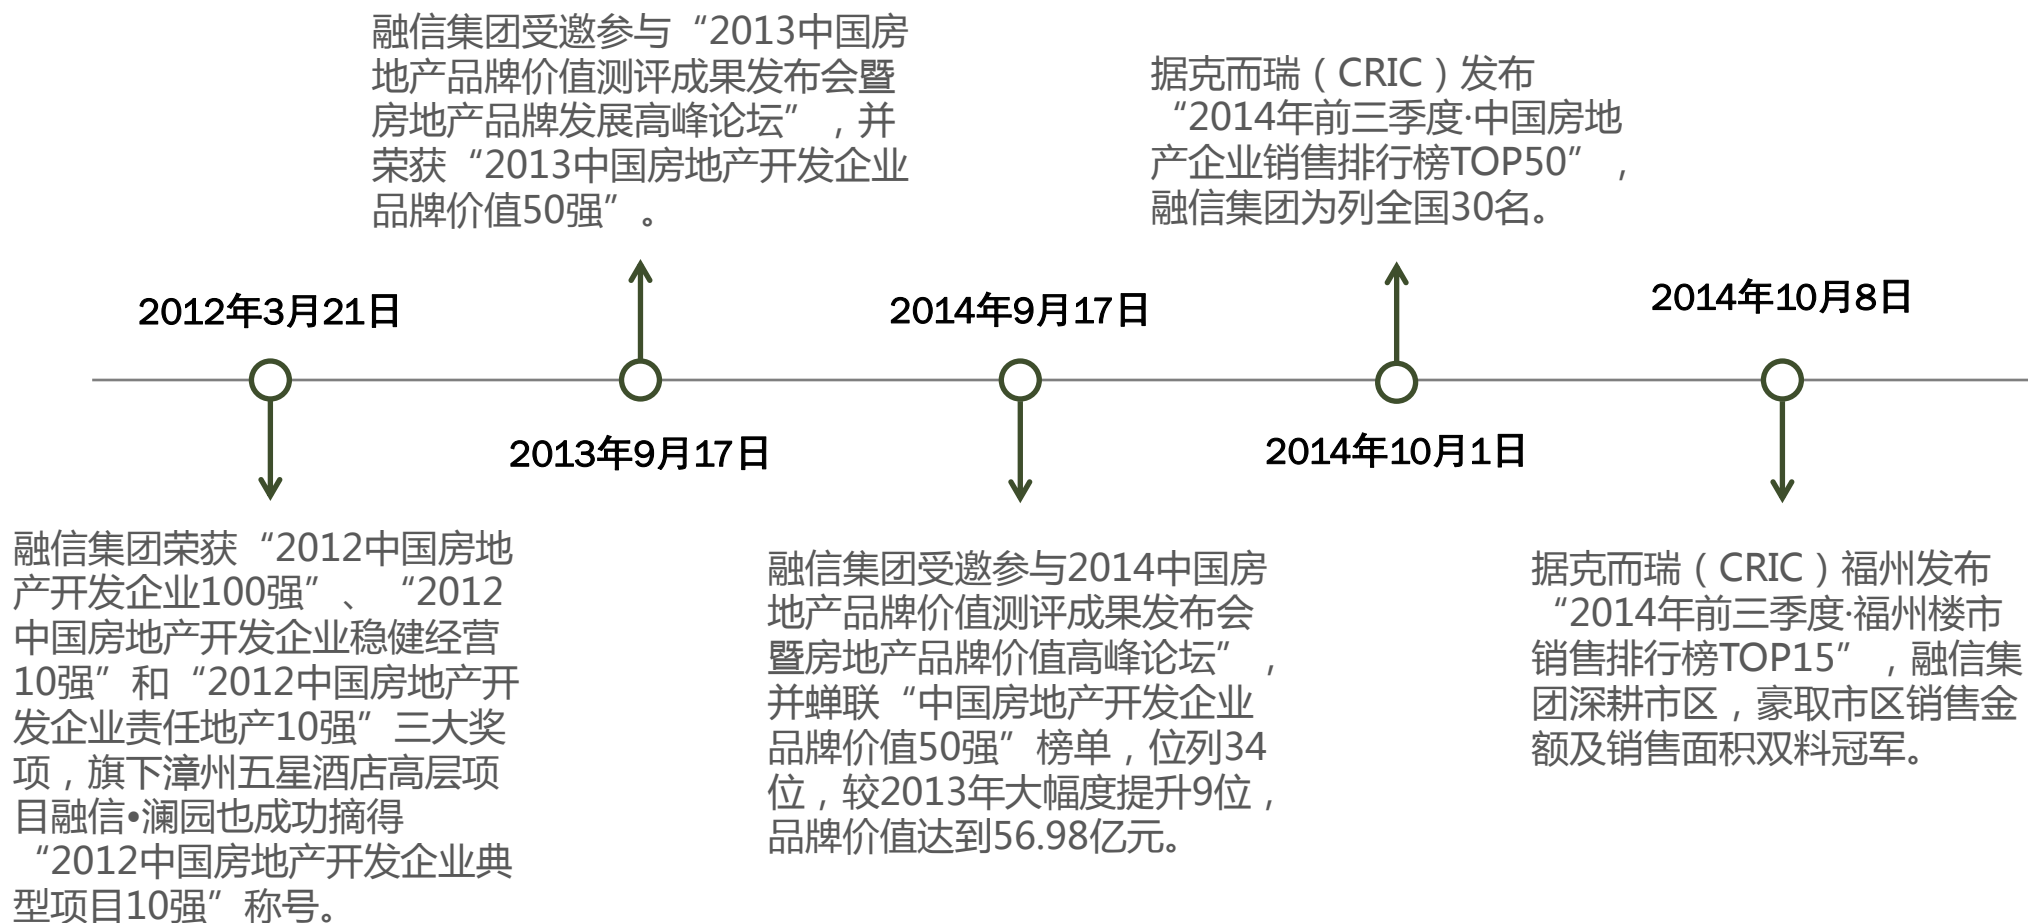 融信集团受邀参与“2013中国房
地产品牌价值测评成果发布会暨
房地产品牌发展高峰论坛”，并
荣获“2013中国房地产开发企业
品牌价值50强”。
据克而瑞（CRIC）发布
“2014年前三季度·中国房地
产企业销售排行榜TOP50”，
融信集团为列全国30名。
2012年3月21日
2014年9月17日
2014年10月8日
2013年9月17日
2014年10月1日
融信集团荣获“2012中国房地
产开发企业100强”、“2012
中国房地产开发企业稳健经营
10强”和“2012中国房地产开
发企业责任地产10强”三大奖
项，旗下漳州五星酒店高层项
目融信•澜园也成功摘得
“2012中国房地产开发企业典
型项目10强”称号。
融信集团受邀参与2014中国房
地产品牌价值测评成果发布会
暨房地产品牌价值高峰论坛”，
并蝉联“中国房地产开发企业
品牌价值50强”榜单，位列34
位，较2013年大幅度提升9位，
品牌价值达到56.98亿元。
据克而瑞（CRIC）福州发布
“2014年前三季度·福州楼市
销售排行榜TOP15”，融信集
团深耕市区，豪取市区销售金
额及销售面积双料冠军。